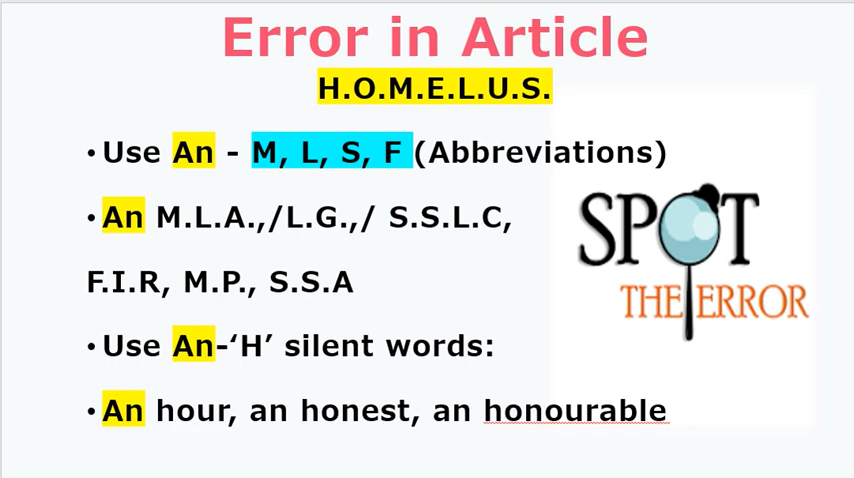 Error in Article
H.O.M.E.L.U.S.
• Use An - M, L, S, F (Abbreviations)
• An M.L.A.,/L.G.,/ S.S.L.C,
F.I.R, M.P., S.S.A
• Use An-‘H’ silent words:
• An hour, an honest, an honourable
SPOT
THE ERROR